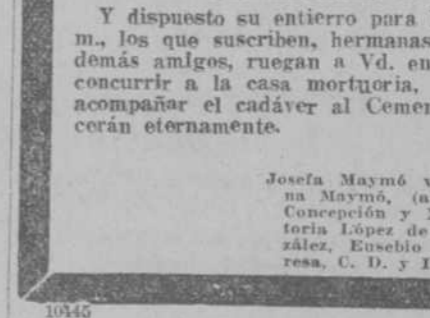 Y dispuesto su entierro para
m., los que suscriben, hermanas
demás amigos, ruegan a Vd. en
concurrir a la casa mortuoria,
acompañar el cadáver al Cemen
cerán eternamente.
Josefa Maymó v
na Maymó, (a
Concepción y
toria López de
zález, Eusebio
resa, C. D. y
10445